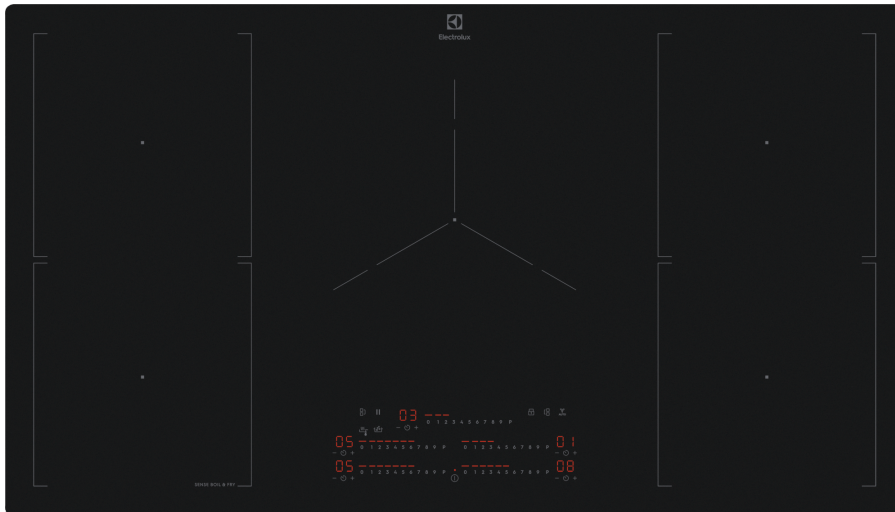 Electrolux
03
0 1 2 3 4 5 6 7 8 9 P
− +
05 01
0 1 2 3 4 5 6 7 8 9 P 0 1 2 3 4 5 6 7 8 9 P
− + − +
05 08
0 1 2 3 4 5 6 7 8 9 P 0 1 2 3 4 5 6 7 8 9 P
− + − +
SENSE BOIL & FRY